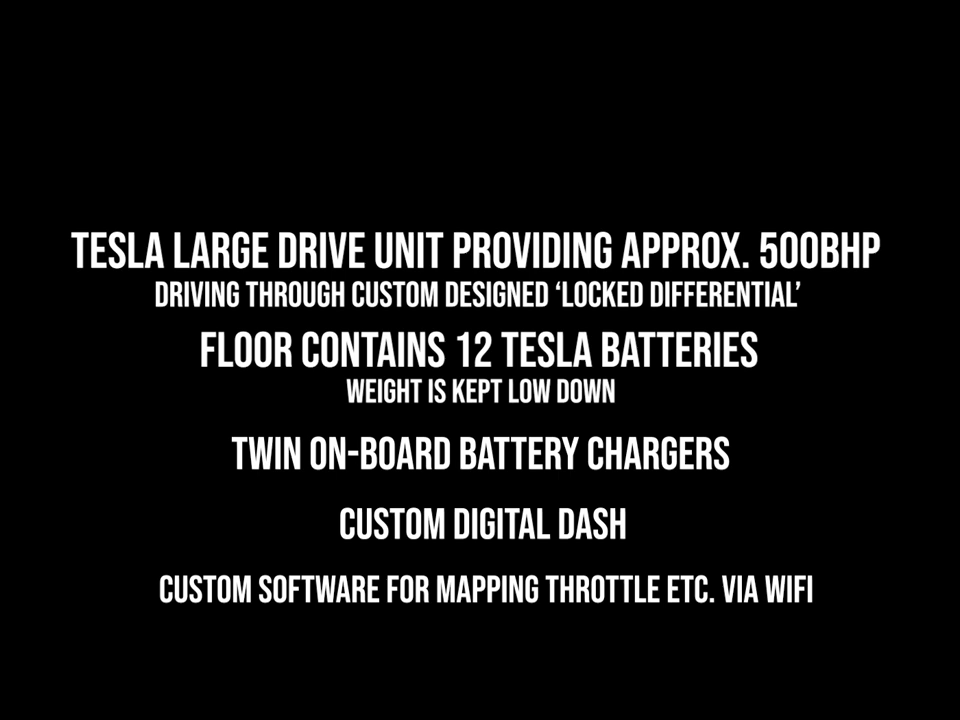 TESLA LARGE DRIVE UNIT PROVIDING APPROX. 500BHP
DRIVING THROUGH CUSTOM DESIGNED ‘LOCKED DIFFERENTIAL’
FLOOR CONTAINS 12 TESLA BATTERIES
WEIGHT IS KEPT LOW DOWN
TWIN ON-BOARD BATTERY CHARGERS
CUSTOM DIGITAL DASH
CUSTOM SOFTWARE FOR MAPPING THROTTLE ETC. VIA WIFI